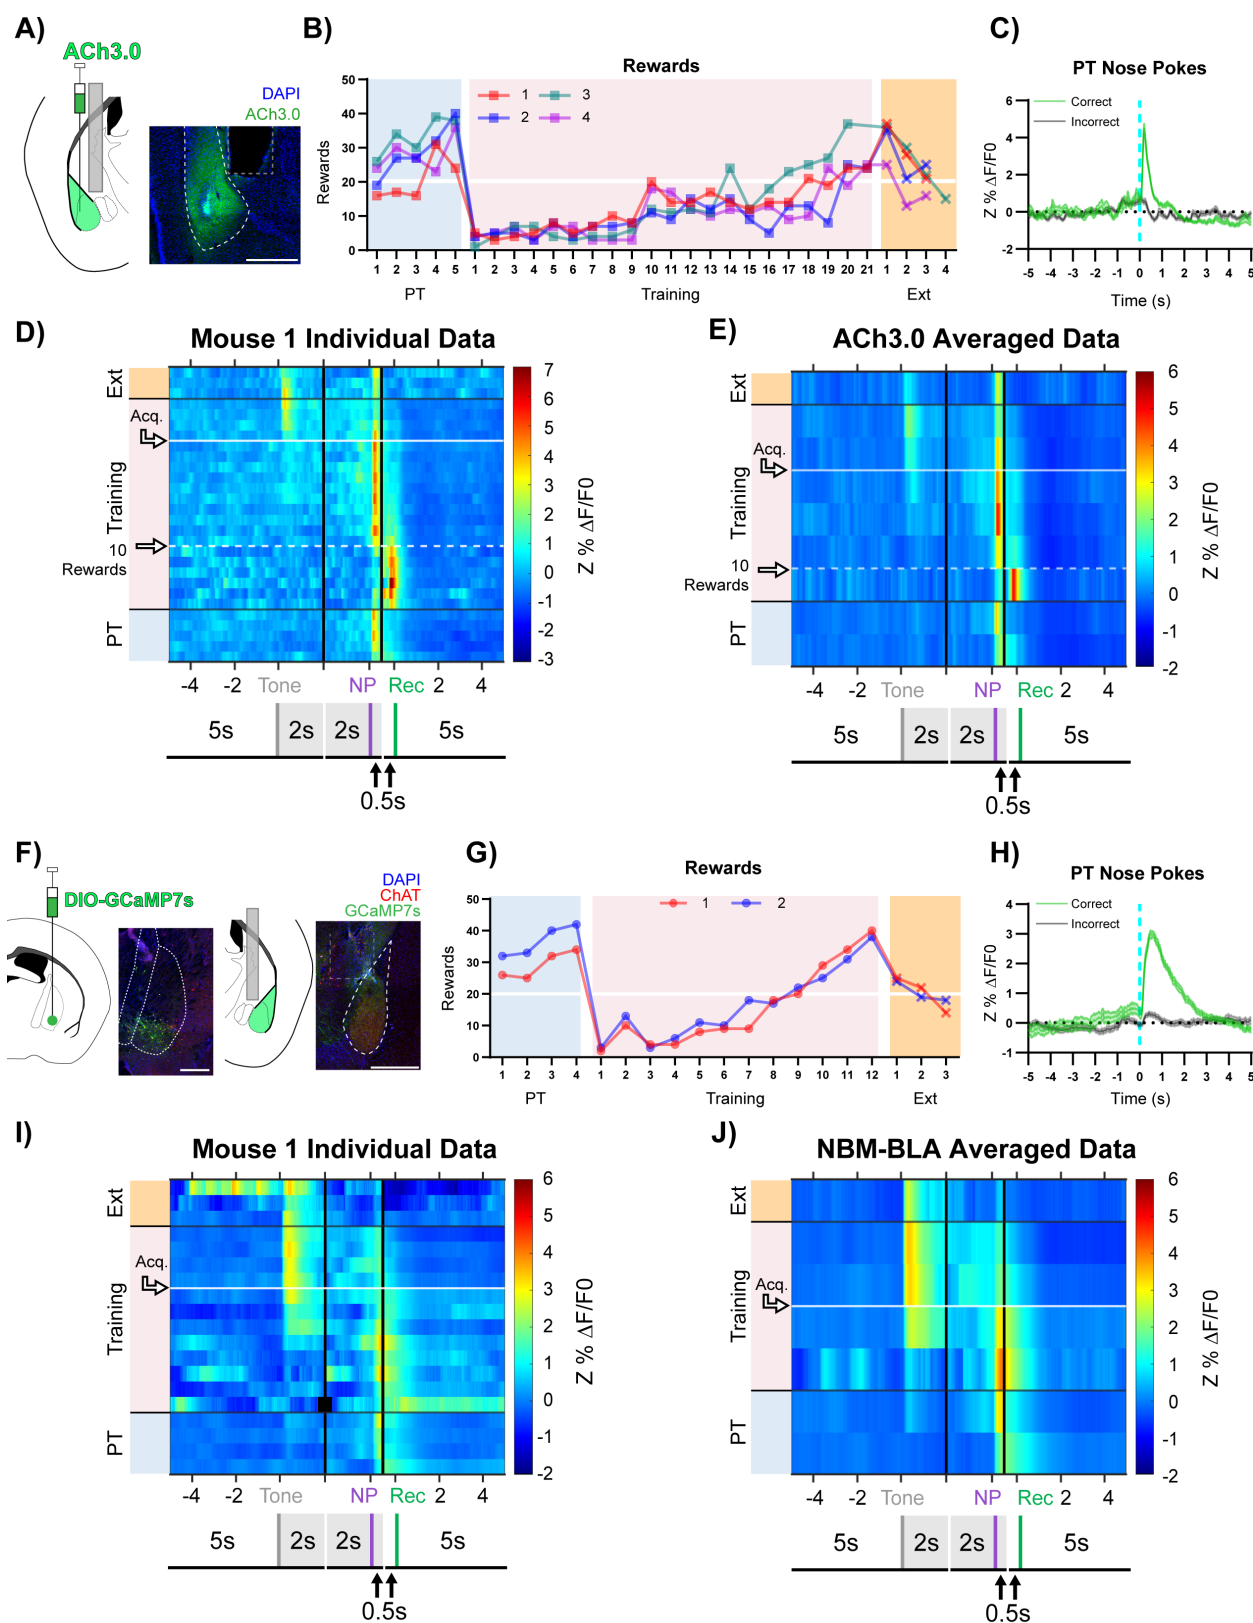 A)
ACh3.0
DAPI
ACh3.0
B)
Rewards
Rewards
50
40
30
20
10
0
1
2
3
4
1 2 3 4 5 1 2 3 4 5 6 7 8 9 10 11 12 13 14 15 16 17 18 19 20 21 1 2 3 4
PT Training Ext
C)
PT Nose Pokes
Correct
Incorrect
Z % ΔF/F0
6
4
2
0
-2
-5 -4 -3 -2 -1 0 1 2 3 4 5
Time (s)
D)
Mouse 1 Individual Data
Ext
Acq.
Training
10
Rewards
PT
7
6
5
4
3
2
1
0
-1
-2
-3
Z % ΔF/F0
-4 -2 Tone NP Rec 2 4
5s 2s 2s 5s
0.5s
E)
ACh3.0 Averaged Data
Ext
Acq.
Training
10
Rewards
PT
6
5
4
3
2
1
0
-1
-2
Z % ΔF/F0
-4 -2 Tone NP Rec 2 4
5s 2s 2s 5s
0.5s
F)
DIO-GCaMP7s
DAPI
ChAT
GCaMP7s
G)
Rewards
Rewards
50
40
30
20
10
0
1 2
1 2 3 4 1 2 3 4 5 6 7 8 9 10 11 12 1 2 3
PT Training Ext
H)
PT Nose Pokes
Correct
Incorrect
Z % ΔF/F0
4
3
2
1
0
-1
-5 -4 -3 -2 -1 0 1 2 3 4 5
Time (s)
I)
Mouse 1 Individual Data
Ext
Acq.
Training
PT
6
5
4
3
2
1
0
-1
-2
Z % ΔF/F0
-4 -2 Tone NP Rec 2 4
5s 2s 2s 5s
0.5s
J)
NBM-BLA Averaged Data
Ext
Acq.
Training
PT
6
5
4
3
2
1
0
-1
-2
Z % ΔF/F0
-4 -2 Tone NP Rec 2 4
5s 2s 2s 5s
0.5s